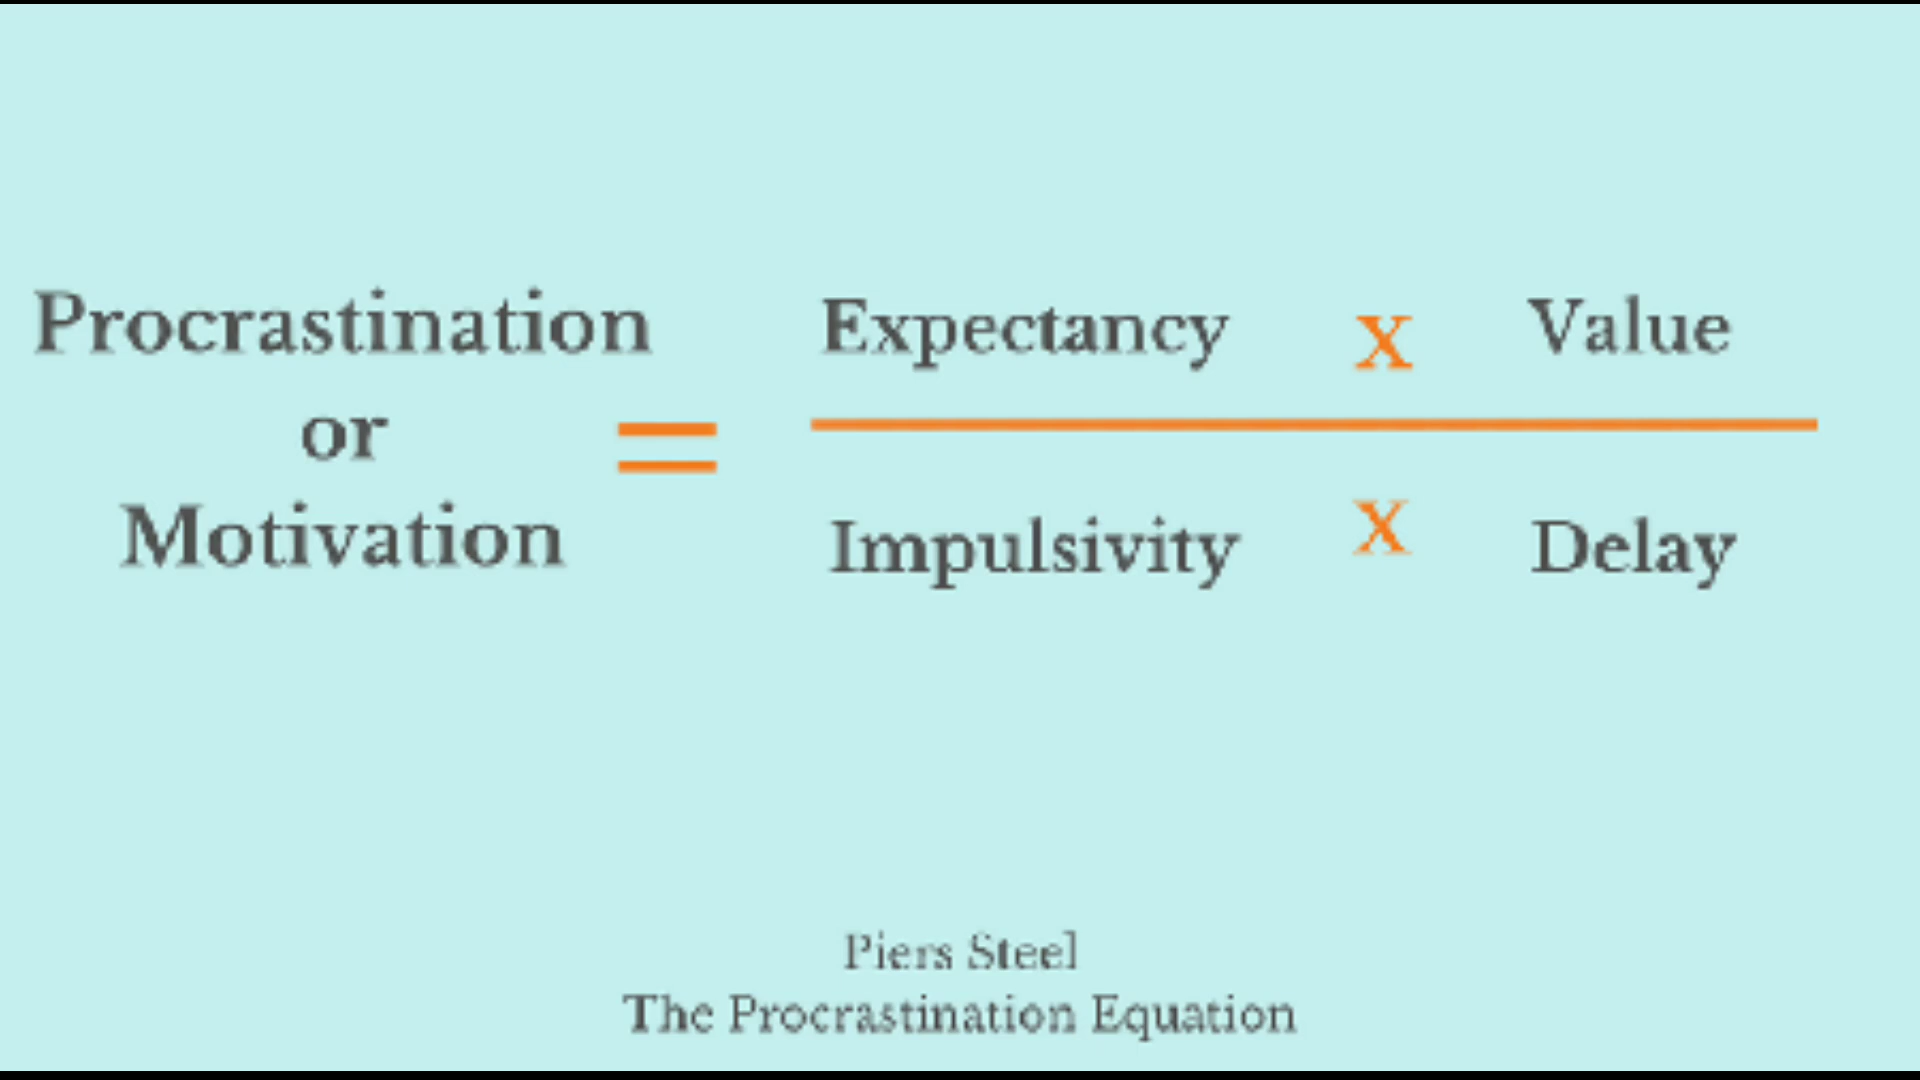 Procrastination
or
Motivation
=
Expectancy x Value
Impulsivity x Delay
Piers Steel
The Procrastination Equation